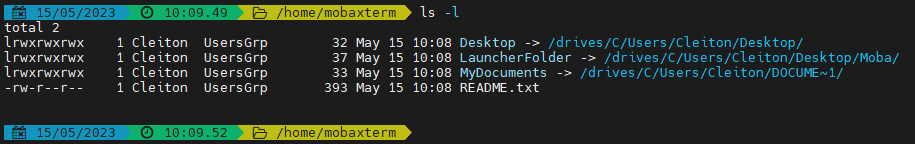 15/05/2023 10:09.49 /home/mobaxterm ls -l
total 2
lrwxrwxrwx 1 Cleiton UsersGrp 32 May 15 10:08 Desktop -> /drives/C/Users/Cleiton/Desktop/
lrwxrwxrwx 1 Cleiton UsersGrp 37 May 15 10:08 LauncherFolder -> /drives/C/Users/Cleiton/Desktop/Moba/
lrwxrwxrwx 1 Cleiton UsersGrp 33 May 15 10:08 MyDocuments -> /drives/C/Users/Cleiton/DOCUME~1/
-rw-r--r-- 1 Cleiton UsersGrp 393 May 15 10:08 README.txt
15/05/2023 10:09.52 /home/mobaxterm